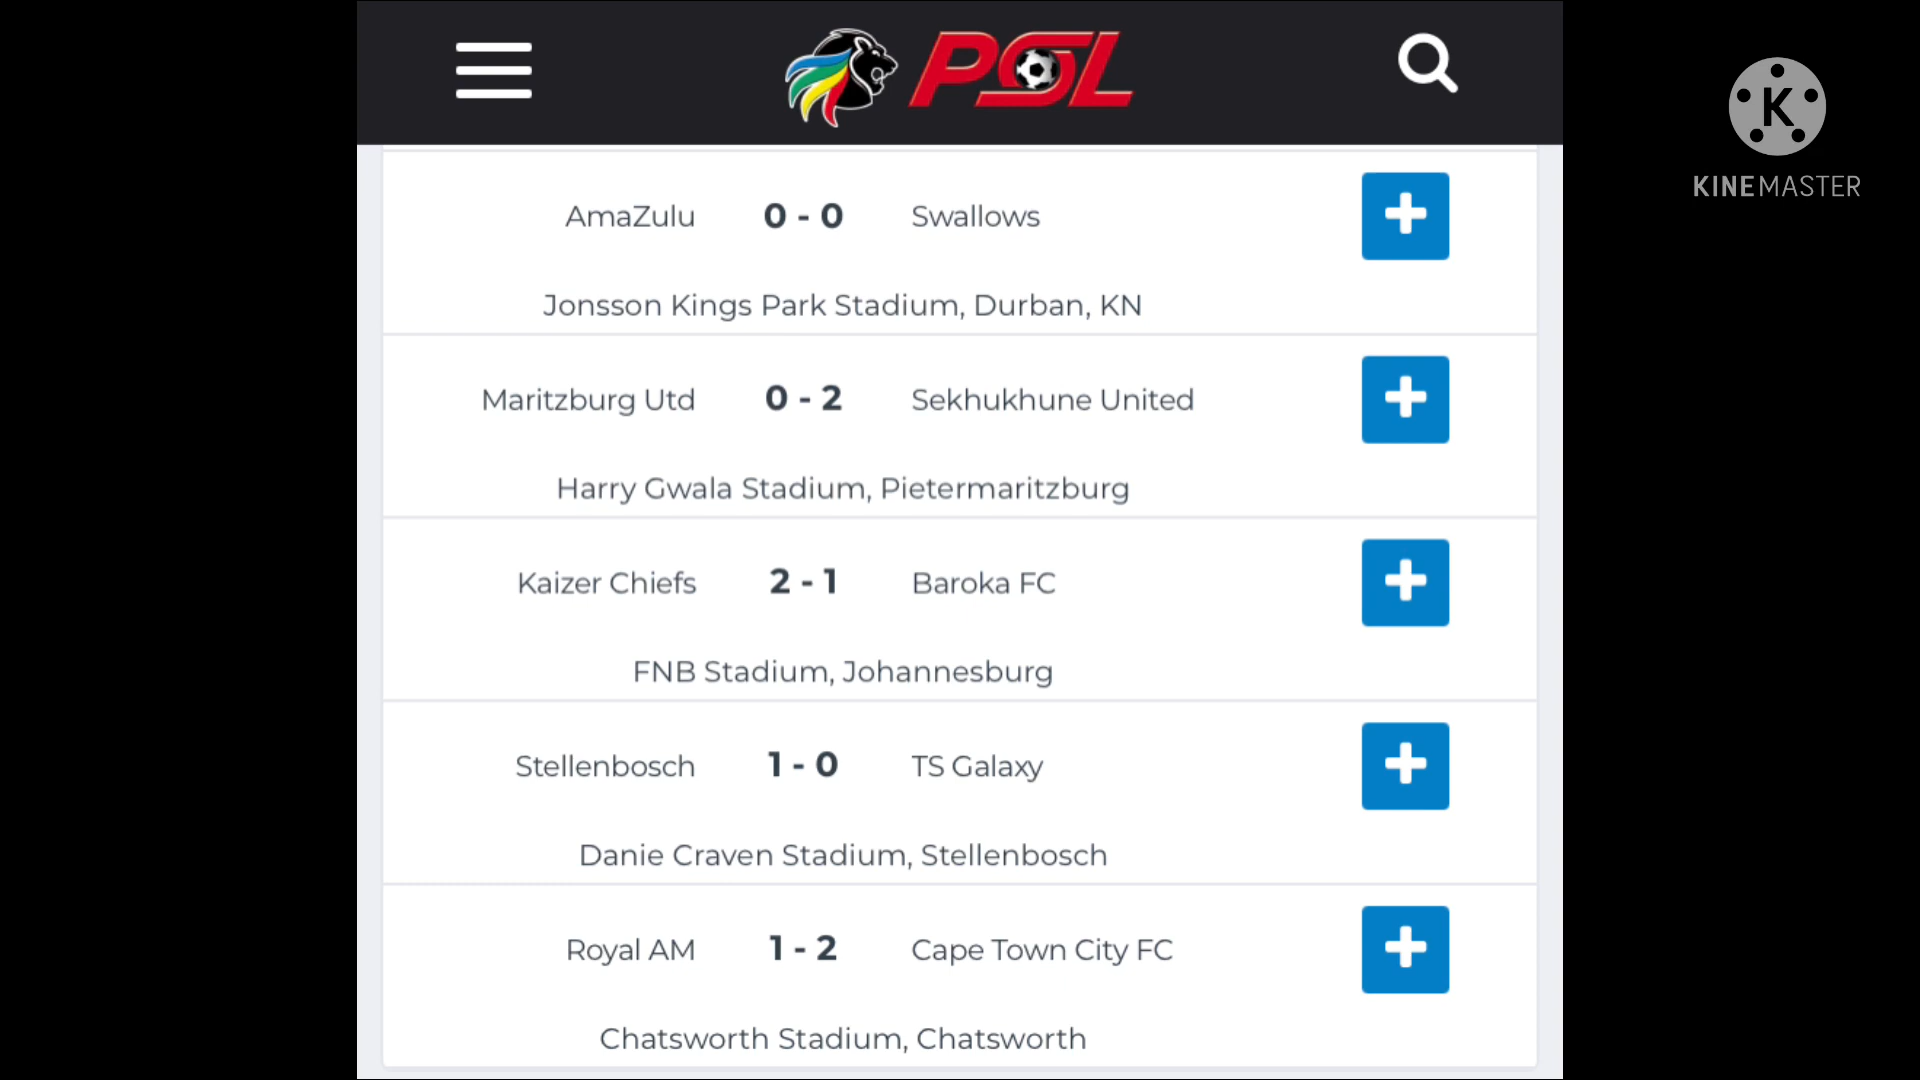 PSL
K
KINEMASTER
AmaZulu 0 - 0 Swallows
Jonsson Kings Park Stadium, Durban, KN
Maritzburg Utd 0 - 2 Sekhukhune United
Harry Gwala Stadium, Pietermaritzburg
Kaizer Chiefs 2 - 1 Baroka FC
FNB Stadium, Johannesburg
Stellenbosch 1 - 0 TS Galaxy
Danie Craven Stadium, Stellenbosch
Royal AM 1 - 2 Cape Town City FC
Chatsworth Stadium, Chatsworth